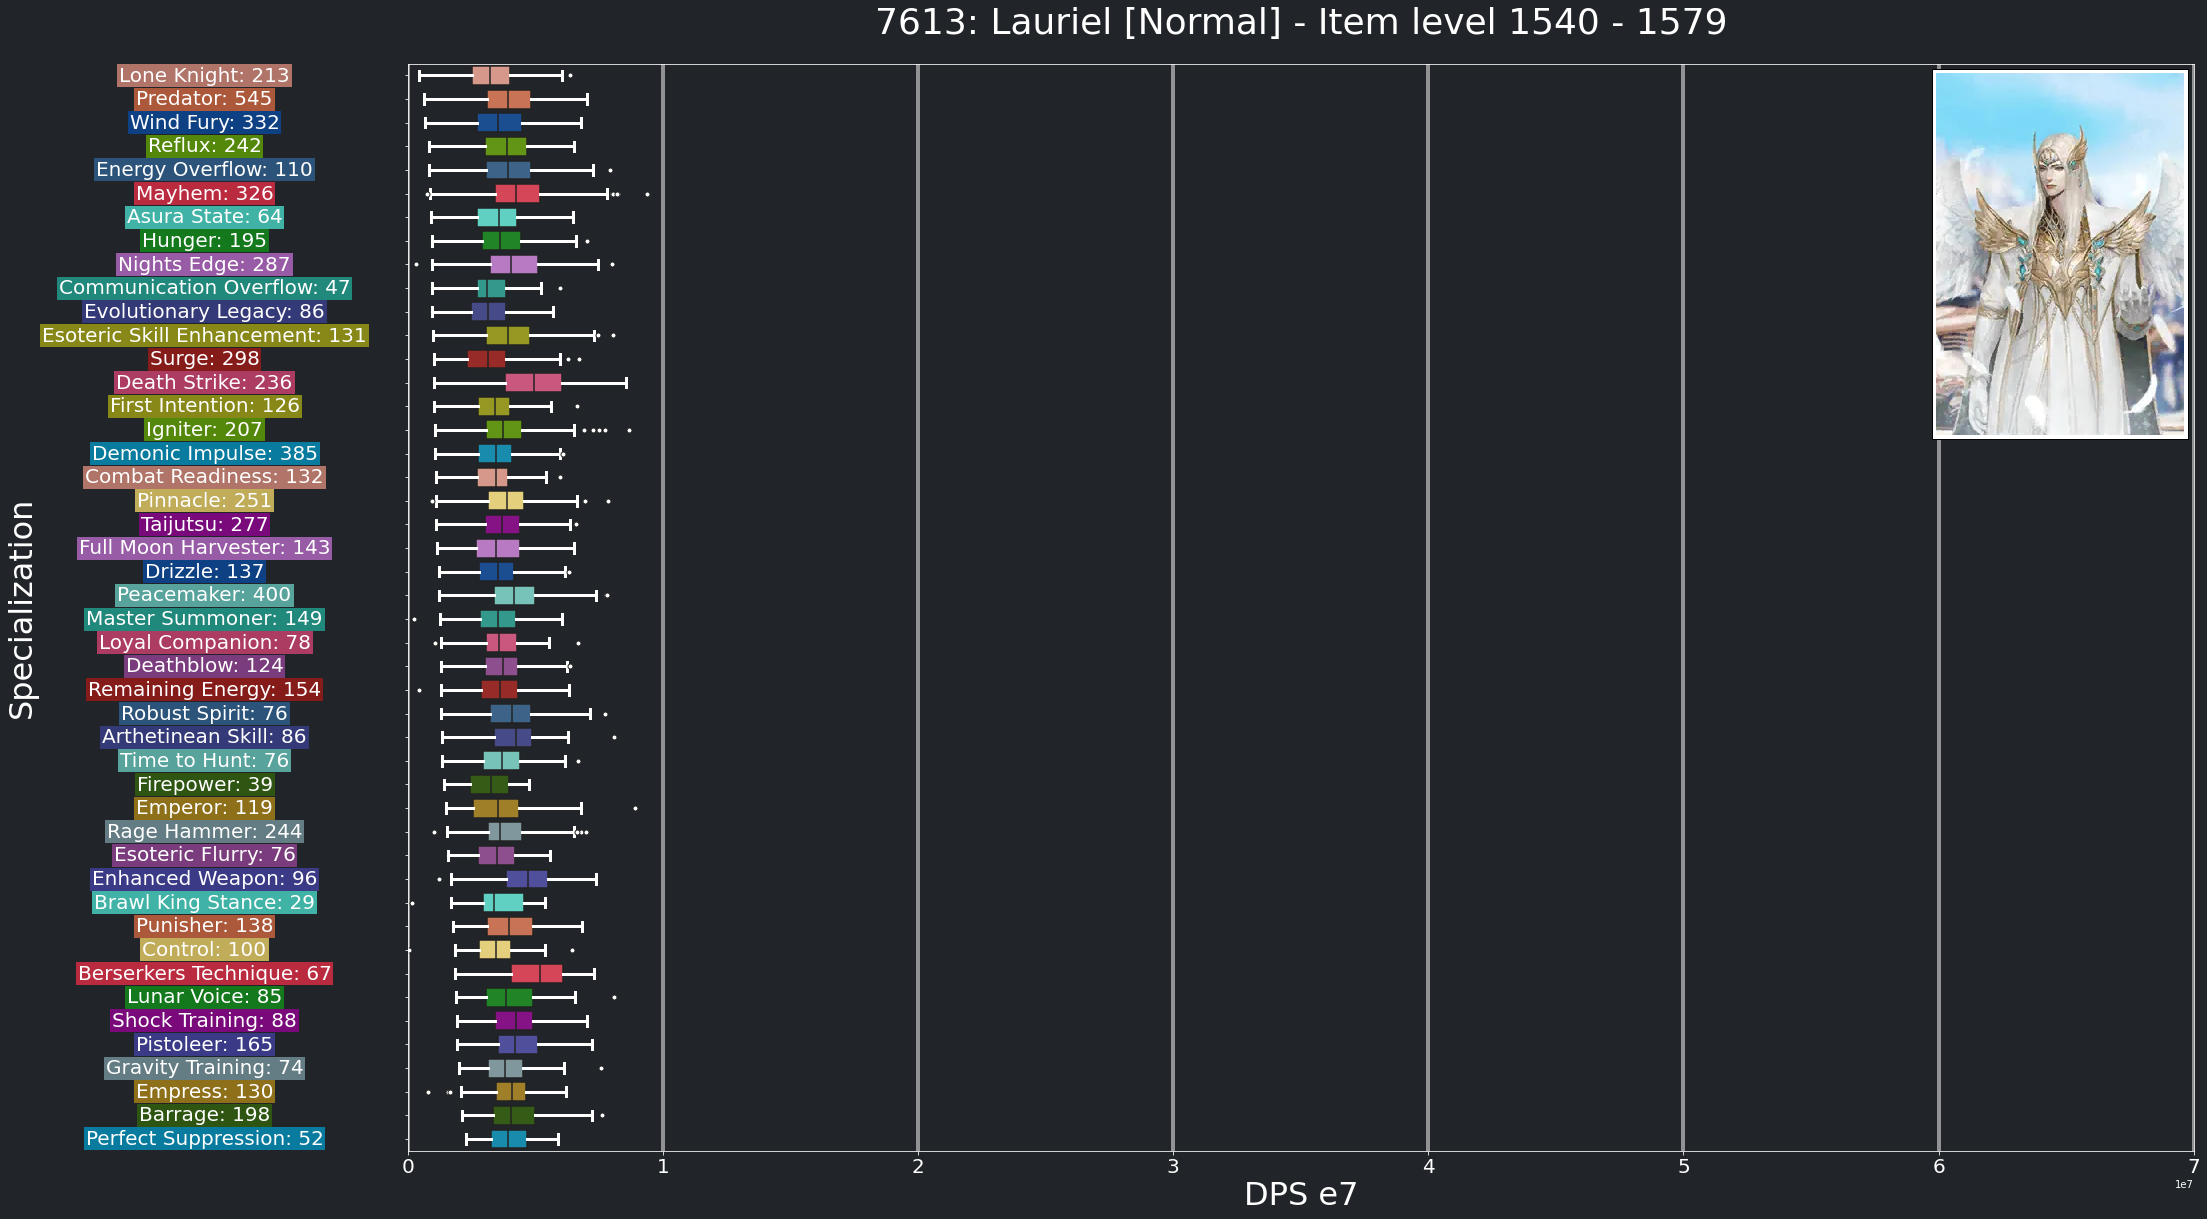 7613: Lauriel [Normal] - Item level 1540 - 1579
Lone Knight: 213
Predator: 545
Wind Fury: 332
Reflux: 242
Energy Overflow: 110
Mayhem: 326
Asura State: 64
Hunger: 195
Nights Edge: 287
Communication Overflow: 47
Evolutionary Legacy: 86
Esoteric Skill Enhancement: 131
Surge: 298
Death Strike: 236
First Intention: 126
Igniter: 207
Demonic Impulse: 385
Combat Readiness: 132
Pinnacle: 251
Taijutsu: 277
Full Moon Harvester: 143
Drizzle: 137
Peacemaker: 400
Master Summoner: 149
Loyal Companion: 78
Deathblow: 124
Remaining Energy: 154
Robust Spirit: 76
Arthetinean Skill: 86
Time to Hunt: 76
Firepower: 39
Emperor: 119
Rage Hammer: 244
Esoteric Flurry: 76
Enhanced Weapon: 96
Brawl King Stance: 29
Punisher: 138
Control: 100
Berserkers Technique: 67
Lunar Voice: 85
Shock Training: 88
Pistoleer: 165
Gravity Training: 74
Empress: 130
Barrage: 198
Perfect Suppression: 52
Specialization
0 1 2 3 4 5 6 7
1e7
DPS e7